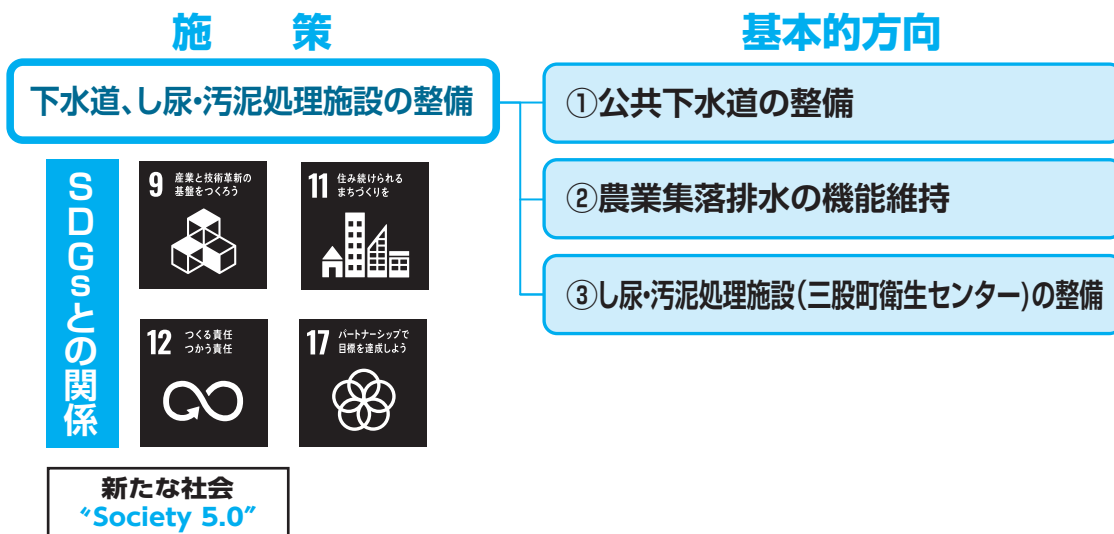 施 策
基本的方向
下水道、し尿・汚泥処理施設の整備
①公共下水道の整備
②農業集落排水の機能維持
③し尿・汚泥処理施設(三股町衛生センター)の整備
SDGsとの関係
9 産業と技術革新の
基盤をつくろう
11 住み続けられる
まちづくりを
12 つくる責任
つかう責任
17 パートナーシップで
目標を達成しよう
新たな社会
“Society 5.0”